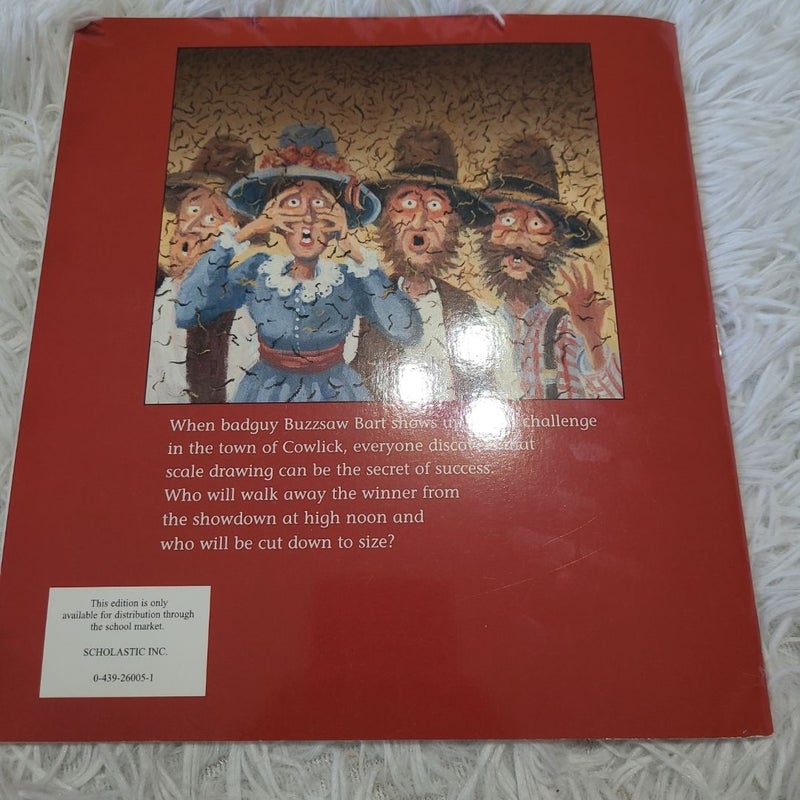 When badguy Buzzsaw Bart shows challenge
in the town of Cowlick, everyone that
scale drawing can be the secret of success.
Who will walk away the winner from
the showdown at high noon and
who will be cut down to size?
This edition is only
available for distribution through
the school market.
SCHOLASTIC INC.
0-439-26005-1